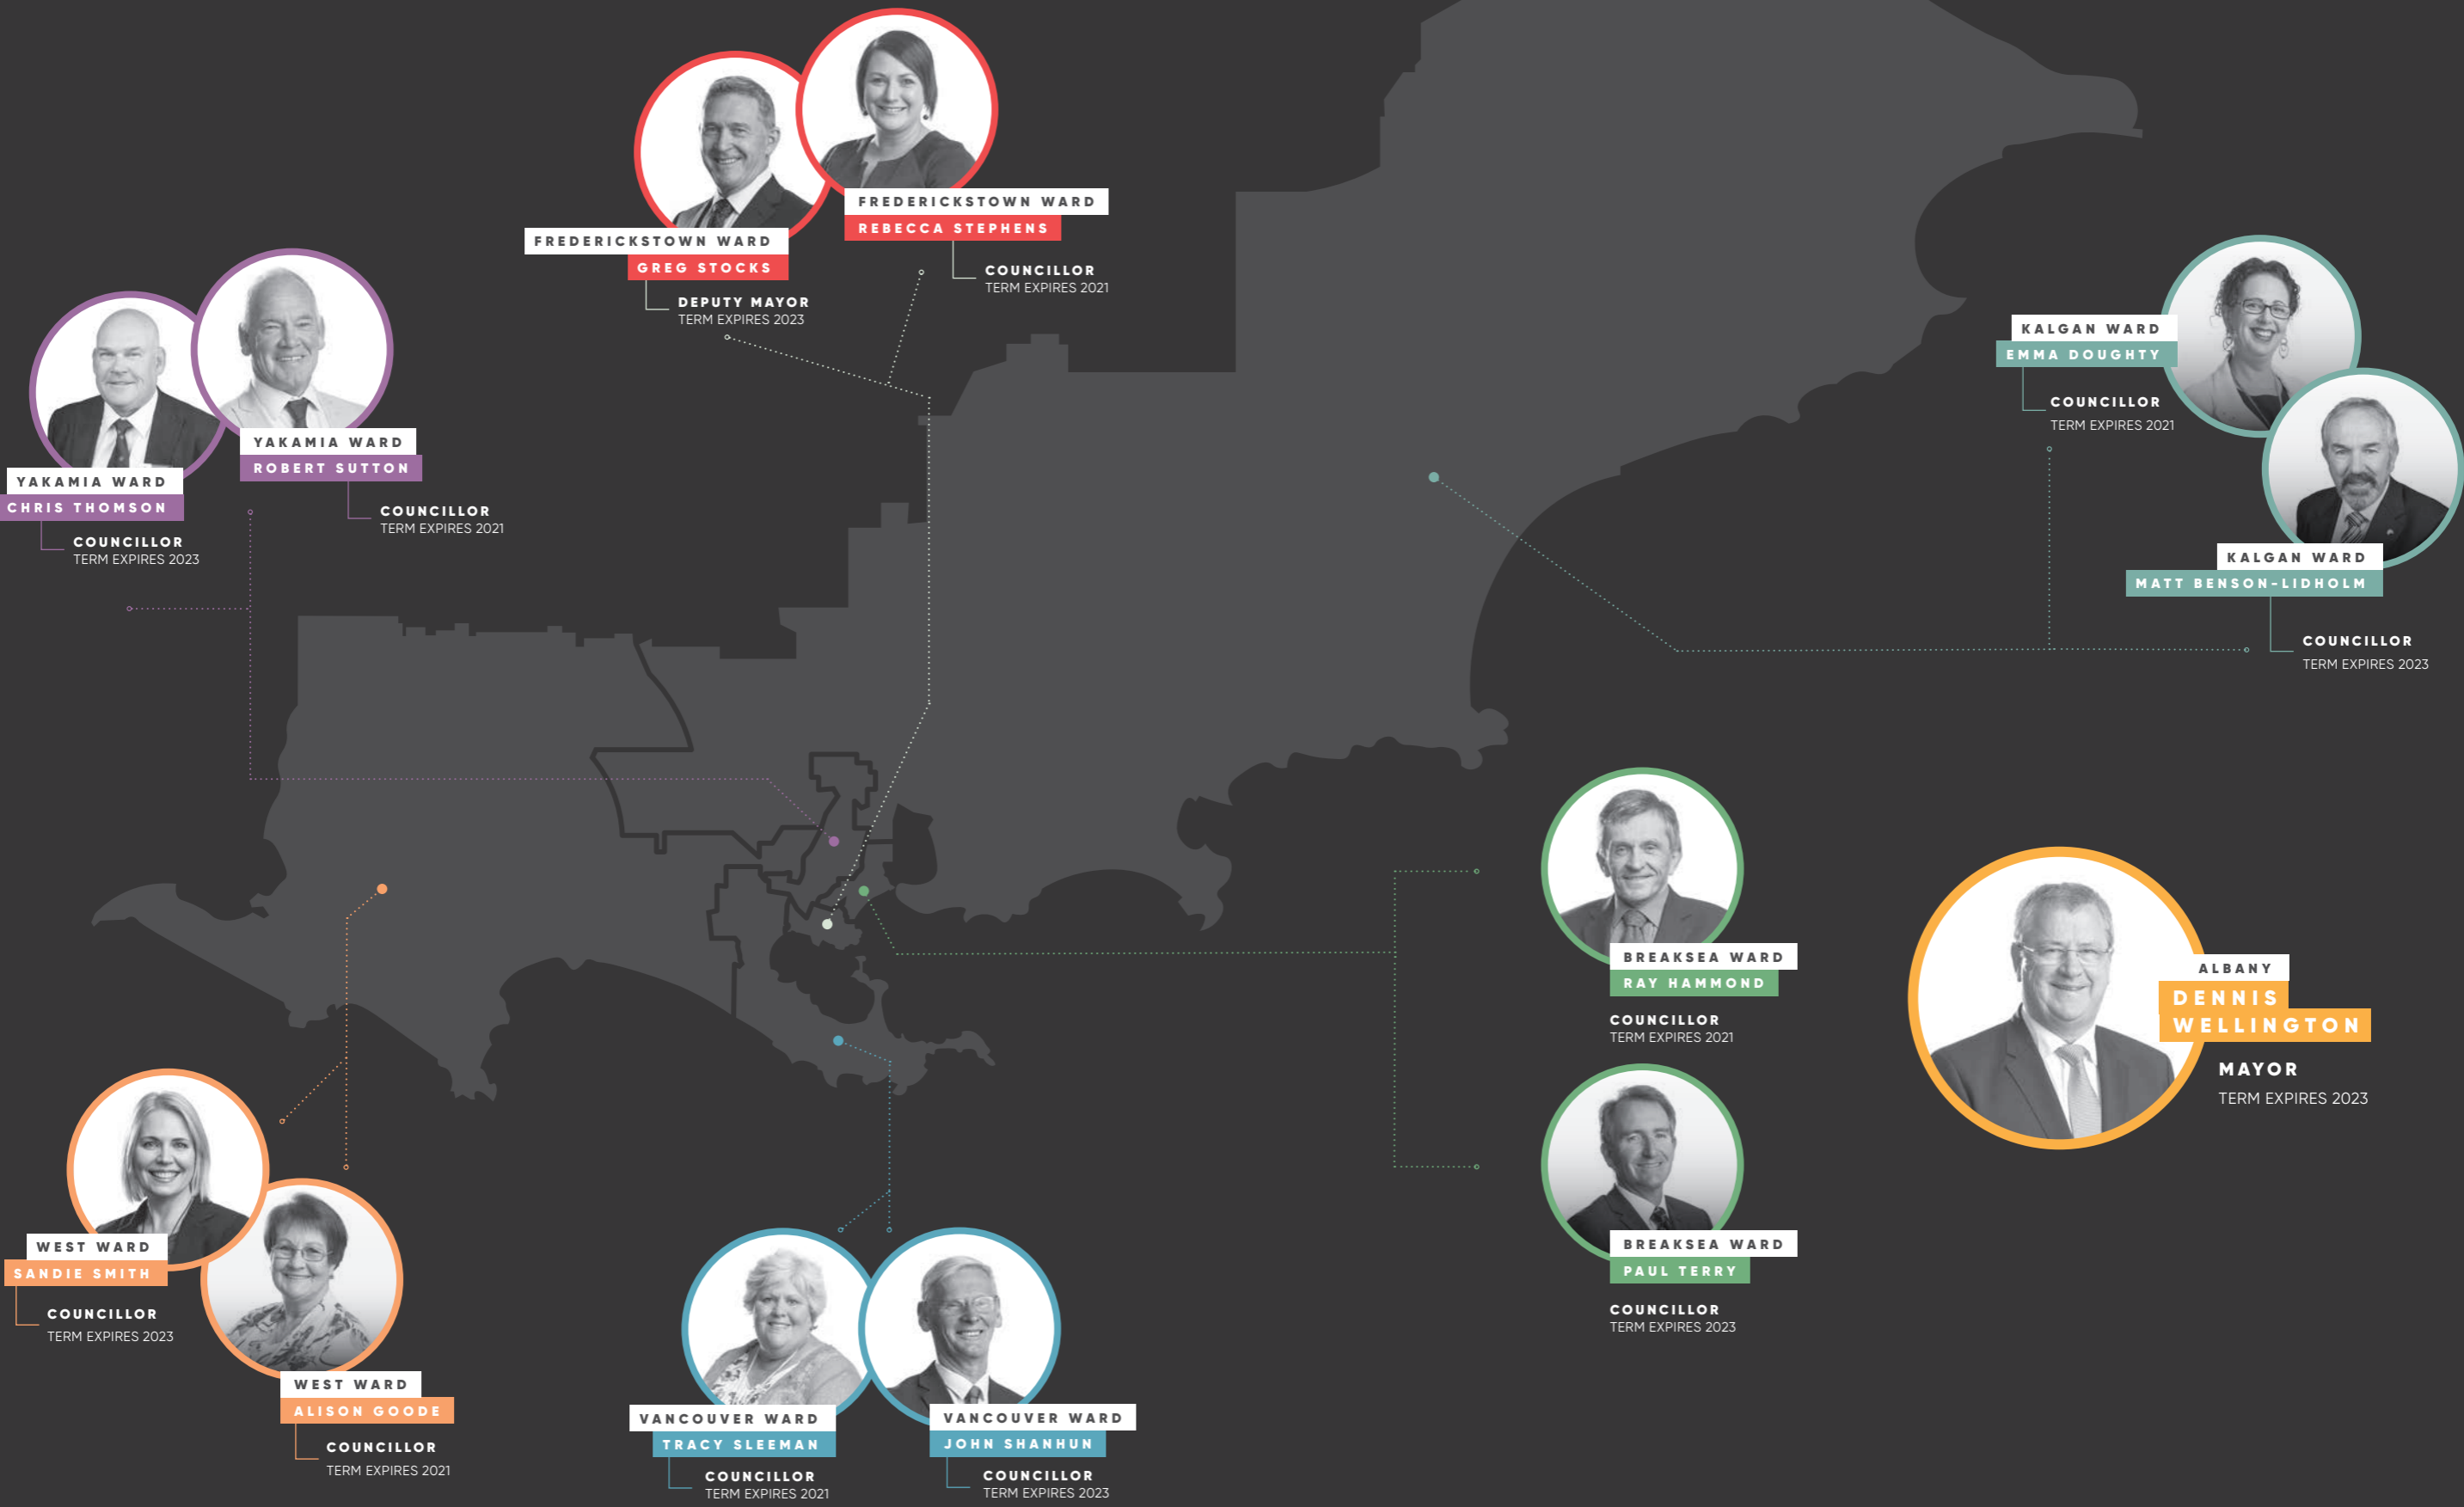 FREDERICKSTOWN WARD
REBECCA STEPHENS
COUNCILLOR
TERM EXPIRES 2021
FREDERICKSTOWN WARD
GREG STOCKS
DEPUTY MAYOR
TERM EXPIRES 2023
YAKAMIA WARD
ROBERT SUTTON
COUNCILLOR
TERM EXPIRES 2021
YAKAMIA WARD
CHRIS THOMSON
COUNCILLOR
TERM EXPIRES 2023
KALGAN WARD
EMMA DOUGHTY
COUNCILLOR
TERM EXPIRES 2021
KALGAN WARD
MATT BENSON-LIDHOLM
COUNCILLOR
TERM EXPIRES 2023
BREAKSEA WARD
RAY HAMMOND
COUNCILLOR
TERM EXPIRES 2021
ALBANY
DENNIS
WELLINGTON
MAYOR
TERM EXPIRES 2023
BREAKSEA WARD
PAUL TERRY
COUNCILLOR
TERM EXPIRES 2023
WEST WARD
SANDIE SMITH
COUNCILLOR
TERM EXPIRES 2023
WEST WARD
ALISON GOODE
COUNCILLOR
TERM EXPIRES 2021
VANCOUVER WARD
TRACY SLEEMAN
COUNCILLOR
TERM EXPIRES 2021
VANCOUVER WARD
JOHN SHANHUN
COUNCILLOR
TERM EXPIRES 2023